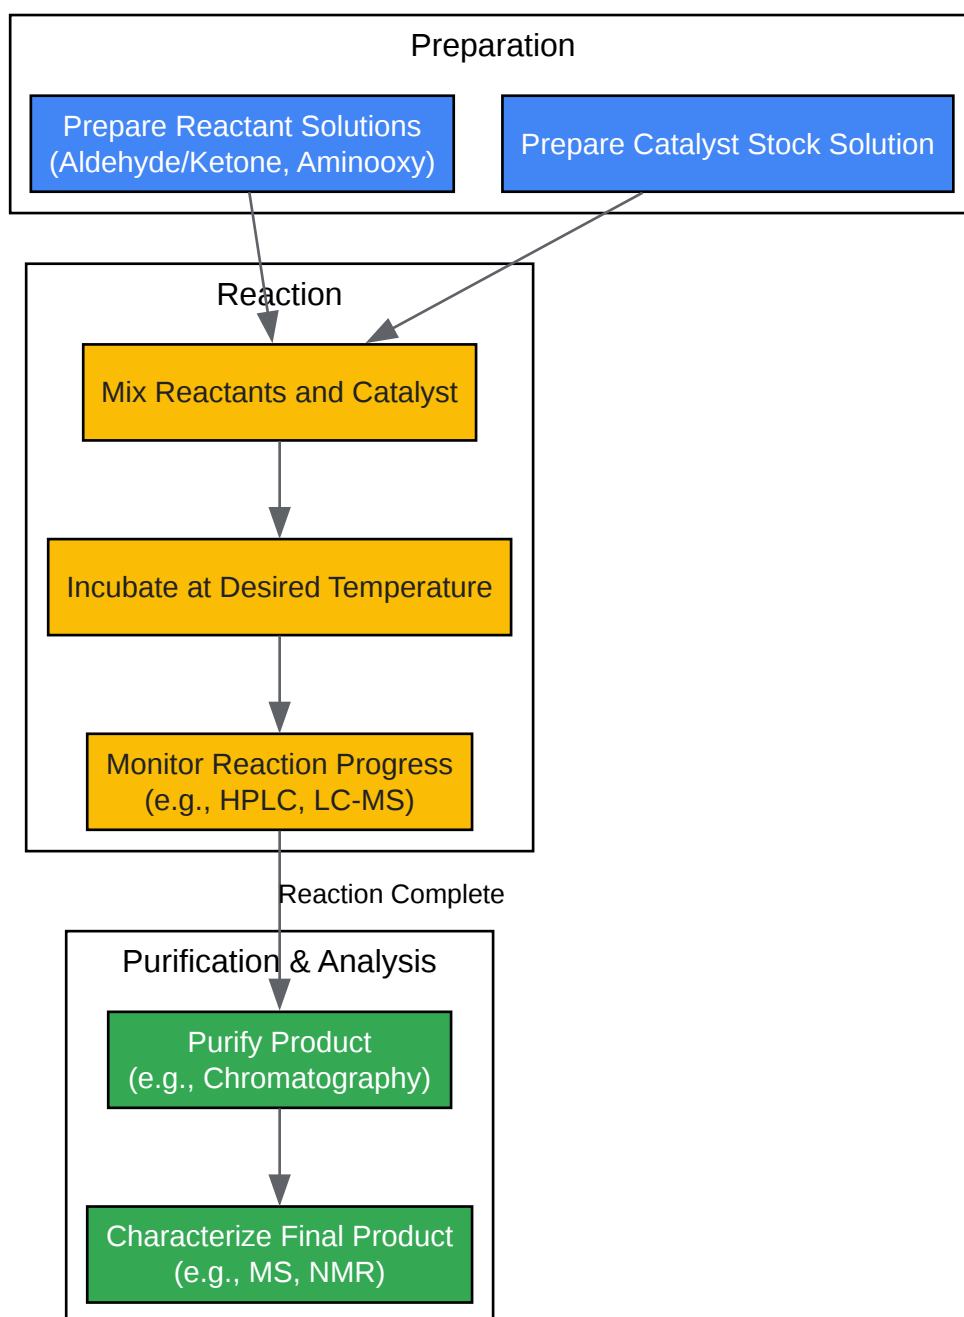 Preparation
Prepare Reactant Solutions
(Aldehyde/Ketone, Aminooxy)
Prepare Catalyst Stock Solution
Reaction
Mix Reactants and Catalyst
Incubate at Desired Temperature
Monitor Reaction Progress
(e.g., HPLC, LC-MS)
Reaction Complete
Purification & Analysis
Purify Product
(e.g., Chromatography)
Characterize Final Product
(e.g., MS, NMR)